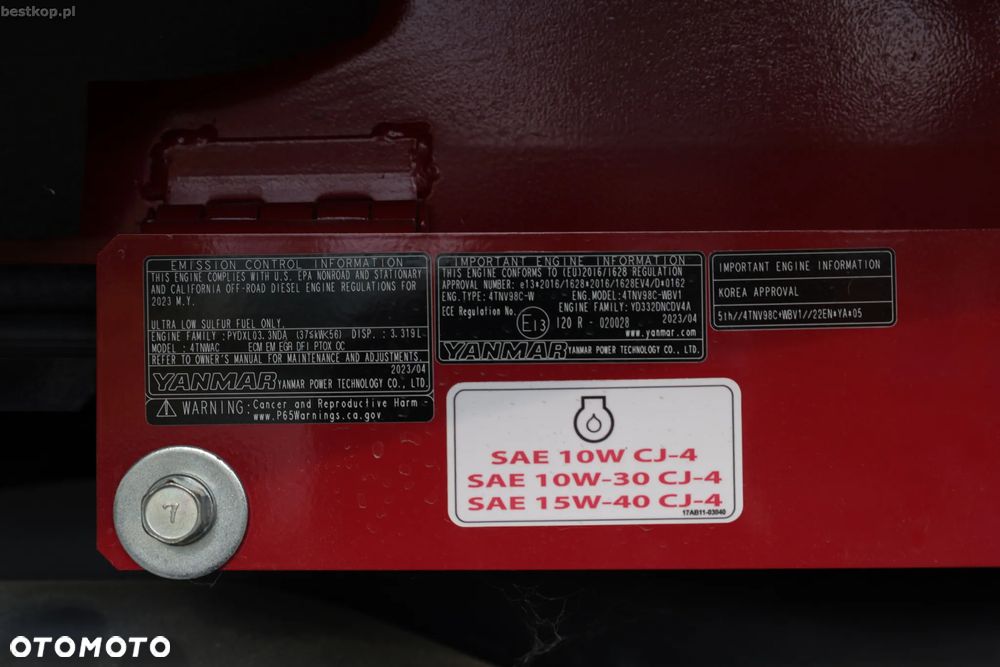 bestkop.pl
EMISSION CONTROL INFORMATION
THIS ENGINE COMPLIES WITH U.S. EPA NONROAD AND STATIONARY
AND CALIFORNIA OFF-ROAD DIESEL ENGINE REGULATIONS FOR
2023 M.Y.
ULTRA LOW SULFUR FUEL ONLY.
ENGINE FAMILY:PYDXL03.3NDA (37≤kW<56) DISP.: 3.319L
MODEL: 4TNWAC ECM EM EGR DFI PTOX OC
REFER TO OWNER'S MANUAL FOR MAINTENANCE AND ADJUSTMENTS.
2023/04
YANMAR YANMAR POWER TECHNOLOGY CO., LTD.
WARNING: Cancer and Reproductive Harm -
www.P65Warnings.ca.gov
IMPORTANT ENGINE INFORMATION
THIS ENGINE CONFORMS TO (EU)2016/1628 REGULATION
APPROVAL NUMBER: e13*2016/1628*2016/1628EV4/D*0162
ENG.TYPE:4TNV98C-W ENG.MODEL:4TNV98C-WBV1
ECE Regulation No. ENGINE FAMILY: YD332DNCDV4A
2023/04
E13 120 R - 020028 www.yanmar.com
YANMAR YANMAR POWER TECHNOLOGY CO., LTD.
IMPORTANT ENGINE INFORMATION
KOREA APPROVAL
5th//4TNV98C*WBV1//22EN*YA*05
SAE 10W CJ-4
SAE 10W-30 CJ-4
SAE 15W-40 CJ-4
17AB11-03940
7
OTOMOTO